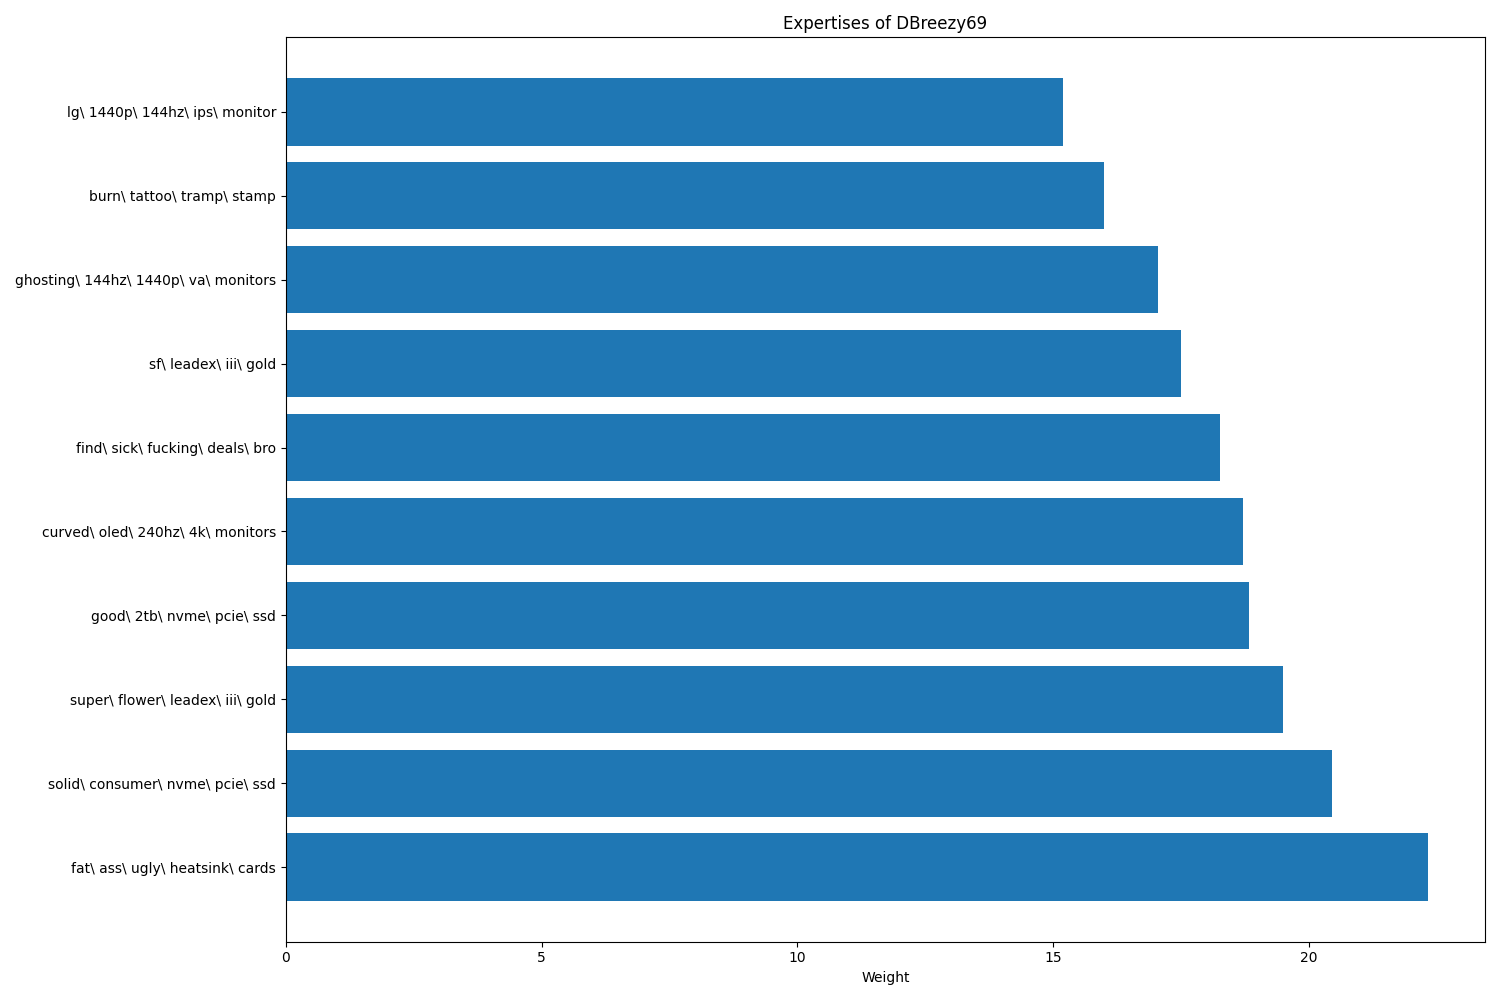 Expertises of DBreezy69
lg\ 1440p\ 144hz\ ips\ monitor
burn\ tattoo\ tramp\ stamp
ghosting\ 144hz\ 1440p\ va\ monitors
sf\ leadex\ iii\ gold
find\ sick\ fucking\ deals\ bro
curved\ oled\ 240hz\ 4k\ monitors
good\ 2tb\ nvme\ pcie\ ssd
super\ flower\ leadex\ iii\ gold
solid\ consumer\ nvme\ pcie\ ssd
fat\ ass\ ugly\ heatsink\ cards
0 5 10 15 20
Weight